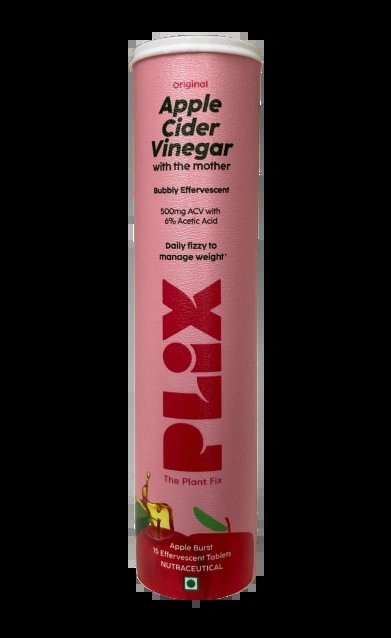 Original
Apple
Cider
Vinegar
with the mother
Bubbly Effervescent
500mg ACV with
6% Acetic Acid
Daily fizzy to
manage weight*
PLiX
The Plant Fix
Apple Burst
15 Effervescent Tablets
NUTRACEUTICAL